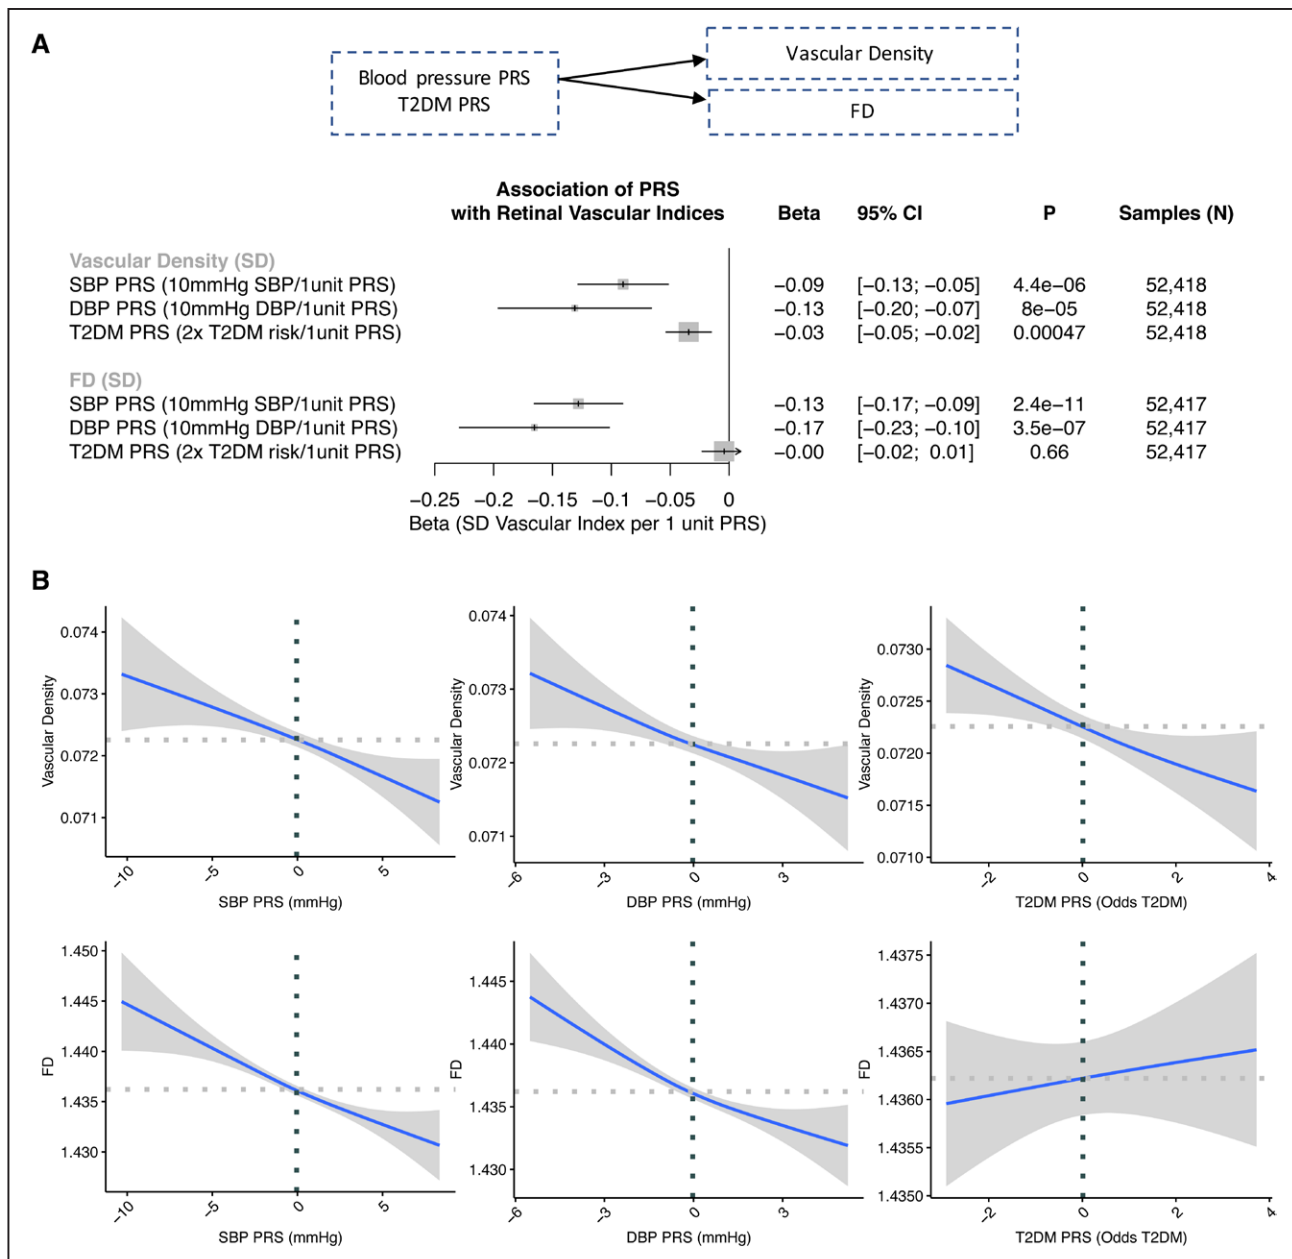 A
Blood pressure PRS
T2DM PRS
Vascular Density
FD
Association of PRS
with Retinal Vascular Indices Beta 95% CI P Samples (N)
Vascular Density (SD)
SBP PRS (10mmHg SBP/1unit PRS) −0.09 [−0.13; −0.05] 4.4e−06 52,418
DBP PRS (10mmHg DBP/1unit PRS) −0.13 [−0.20; −0.07] 8e−05 52,418
T2DM PRS (2x T2DM risk/1unit PRS) −0.03 [−0.05; −0.02] 0.00047 52,418
FD (SD)
SBP PRS (10mmHg SBP/1unit PRS) −0.13 [−0.17; −0.09] 2.4e−11 52,417
DBP PRS (10mmHg DBP/1unit PRS) −0.17 [−0.23; −0.10] 3.5e−07 52,417
T2DM PRS (2x T2DM risk/1unit PRS) −0.00 [−0.02; 0.01] 0.66 52,417
−0.25 −0.2 −0.15 −0.1 −0.05 0
Beta (SD Vascular Index per 1 unit PRS)
B
Vascular Density
0.074
0.073
0.072
0.071
−10 −5 0 5
SBP PRS (mmHg)
Vascular Density
0.074
0.073
0.072
0.071
−6 −3 0 3
DBP PRS (mmHg)
Vascular Density
0.0730
0.0725
0.0720
0.0715
0.0710
−2 0 2 4
T2DM PRS (Odds T2DM)
FD
1.450
1.445
1.440
1.435
1.430
−10 −5 0 5
SBP PRS (mmHg)
FD
1.445
1.440
1.435
1.430
−6 −3 0 3
DBP PRS (mmHg)
FD
1.4375
1.4370
1.4365
1.4360
1.4355
1.4350
−2 0 2 4
T2DM PRS (Odds T2DM)